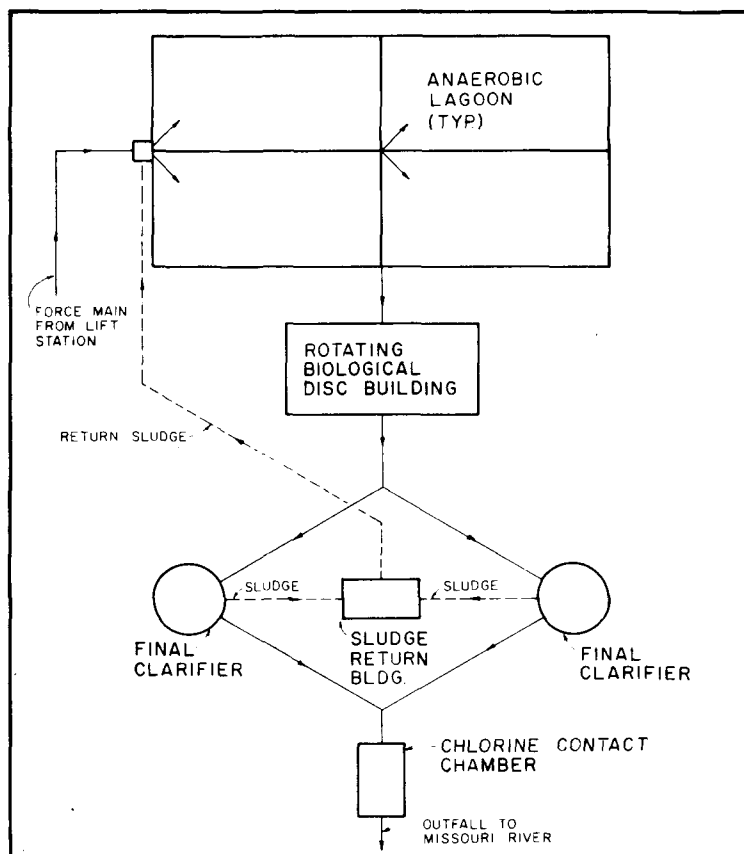 ANAEROBIC
LAGOON
(TYP.)
FORCE MAIN
FROM LIFT
STATION
ROTATING
BIOLOGICAL
DISC BUILDING
RETURN SLUDGE
SLUDGE
SLUDGE
FINAL
CLARIFIER
SLUDGE
RETURN
BLDG.
FINAL
CLARIFIER
CHLORINE CONTACT
CHAMBER
OUTFALL TO
MISSOURI RIVER